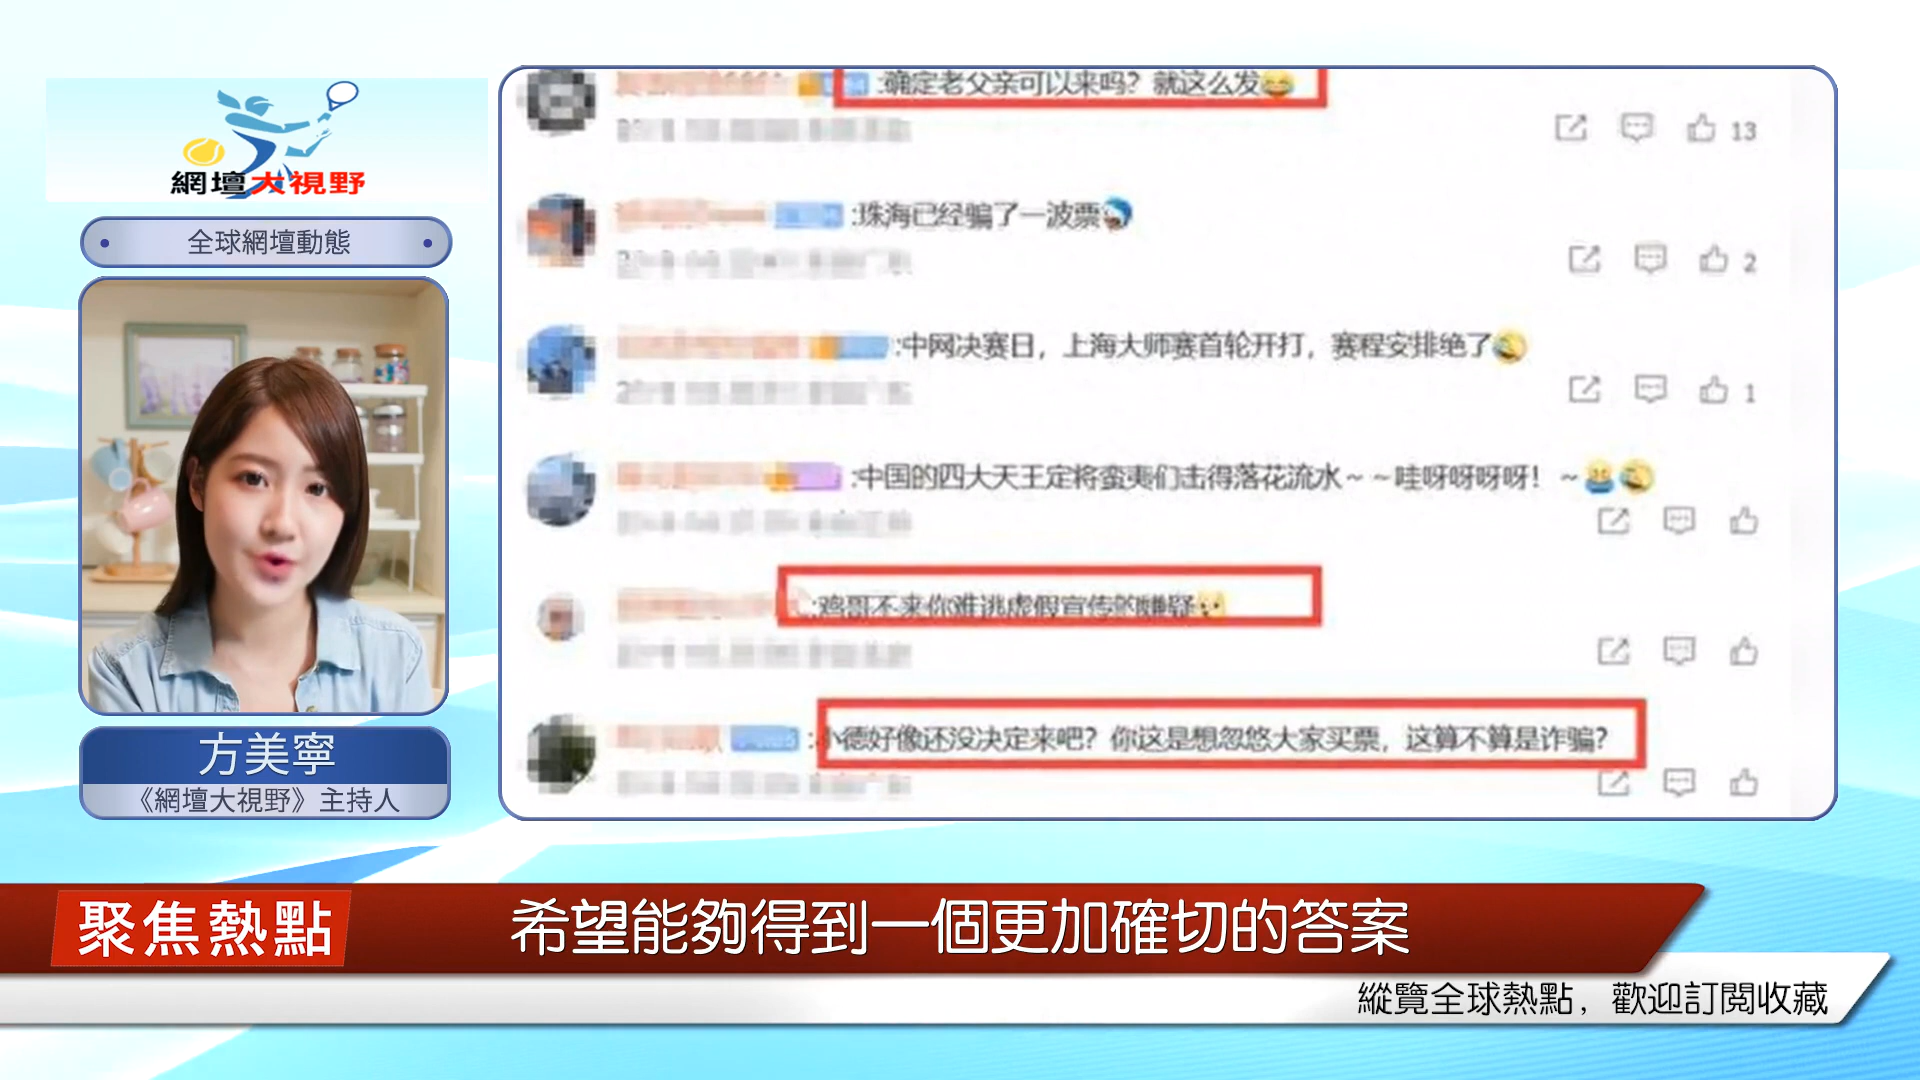 網壇大視野
全球網壇動態
方美寧
《網壇大視野》主持人
:确定老父亲可以来吗？就这么发😂
13
:珠海已经骗了一波票
2
:中网决赛日，上海大师赛首轮开打，赛程安排绝了🤣
1
:中国的四大天王定将蛮夷们击得落花流水～～哇呀呀呀呀！～
:鸡哥不来你难逃虚假宣传的嫌疑
:小德好像还没决定来吧？你这是想忽悠大家买票，这算不算是诈骗？
聚焦熱點
希望能夠得到一個更加確切的答案
縱覽全球熱點，歡迎訂閱收藏